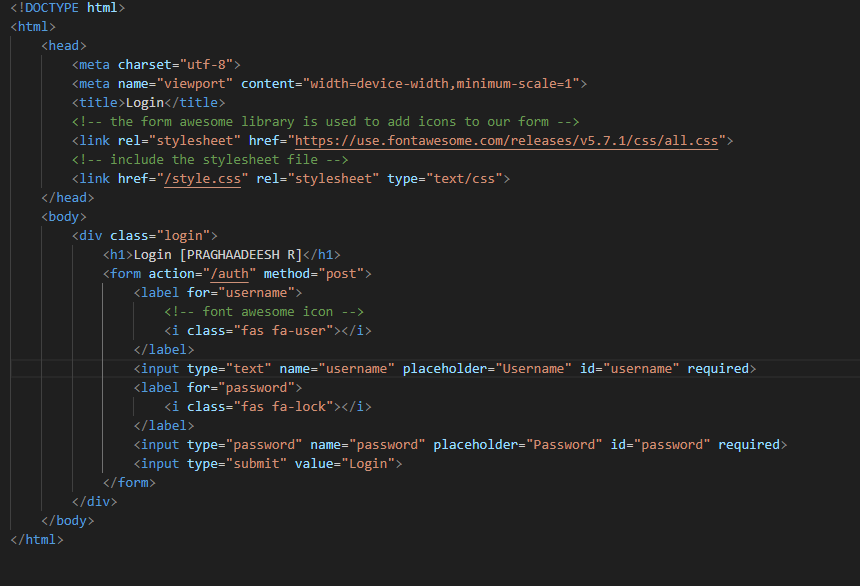 <!DOCTYPE html>
<html>
    <head>
        <meta charset="utf-8">
        <meta name="viewport" content="width=device-width,minimum-scale=1">
        <title>Login</title>
        <!-- the form awesome library is used to add icons to our form -->
        <link rel="stylesheet" href="https://use.fontawesome.com/releases/v5.7.1/css/all.css">
        <!-- include the stylesheet file -->
        <link href="/style.css" rel="stylesheet" type="text/css">
    </head>
    <body>
        <div class="login">
            <h1>Login [PRAGHAADEESH R]</h1>
            <form action="/auth" method="post">
                <label for="username">
                    <!-- font awesome icon -->
                    <i class="fas fa-user"></i>
                </label>
                <input type="text" name="username" placeholder="Username" id="username" required>
                <label for="password">
                    <i class="fas fa-lock"></i>
                </label>
                <input type="password" name="password" placeholder="Password" id="password" required>
                <input type="submit" value="Login">
            </form>
        </div>
    </body>
</html>